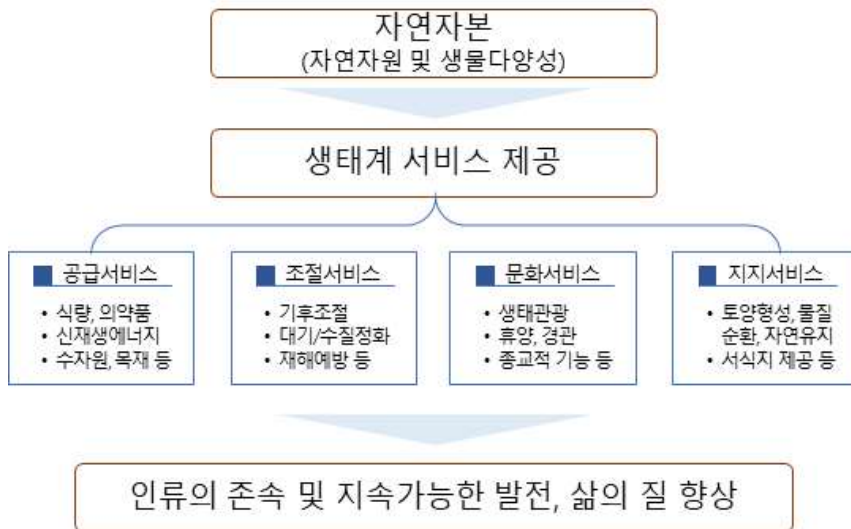 자연자본
(자연자원 및 생물다양성)
생태계 서비스 제공
공급서비스
• 식량, 의약품
• 신재생에너지
• 수자원, 목재 등
조절서비스
• 기후조절
• 대기/수질정화
• 재해예방 등
문화서비스
• 생태관광
• 휴양, 경관
• 종교적 기능 등
지지서비스
• 토양형성, 물질
순환, 자연유지
• 서식지 제공 등
인류의 존속 및 지속가능한 발전, 삶의 질 향상